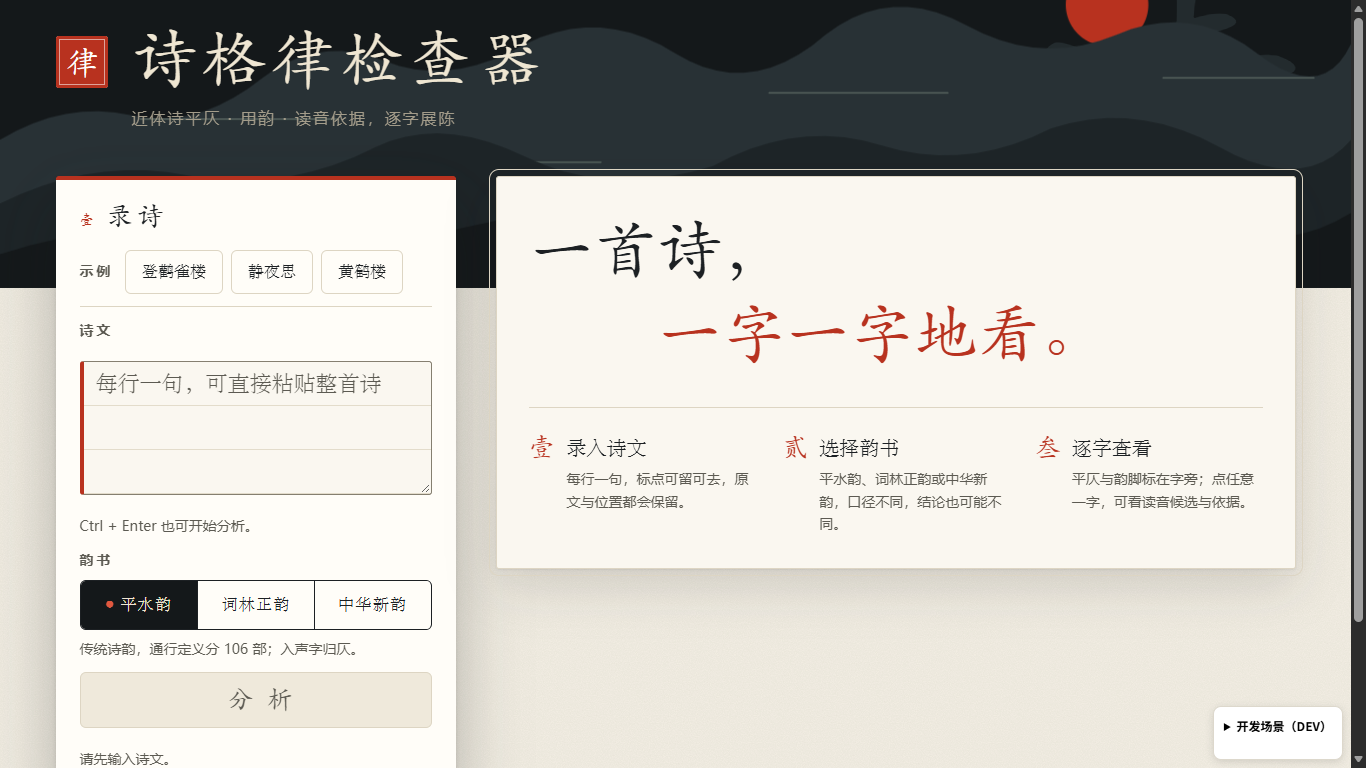 律
诗格律检查器
近体诗平仄 · 用韵 · 读音依据，逐字展陈
壹 录诗
示例 登鹳雀楼 静夜思 黄鹤楼
诗文
每行一句，可直接粘贴整首诗
Ctrl + Enter 也可开始分析。
韵书
平水韵 词林正韵 中华新韵
传统诗韵，通行定义分 106 部；入声字归仄。
分析
请先输入诗文。
一首诗，
一字一字地看。
壹 录入诗文
每行一句，标点可留可去，原
文与位置都会保留。
贰 选择韵书
平水韵、词林正韵或中华新
韵，口径不同，结论也可能不
同。
叁 逐字查看
平仄与韵脚标在字旁；点任意
一字，可看读音候选与依据。
开发场景（DEV）